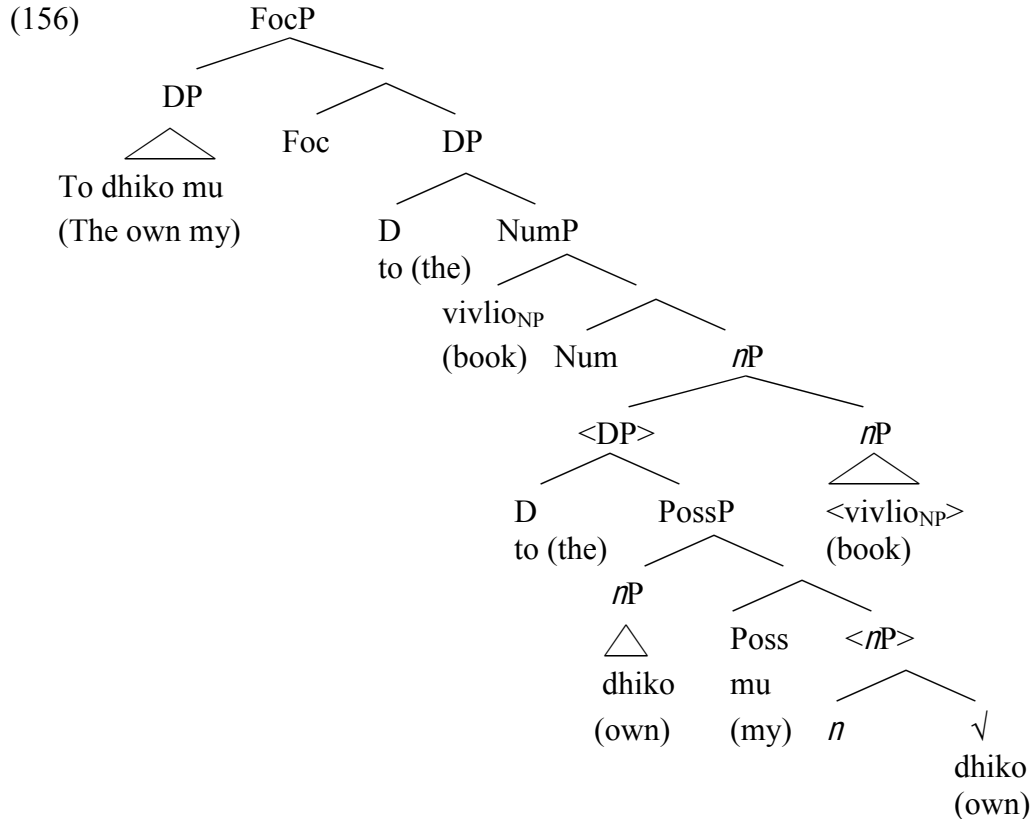 (156) FocP
DP
Foc DP
To dhiko mu
(The own my) D NumP
to (the)
vivlioNP
(book) Num nP
<DP> nP
D PossP <vivlioNP>
to (the) (book)
nP
Poss <nP>
dhiko mu
(own) (my) n √
dhiko
(own)